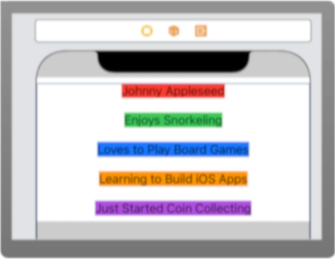 Johnny Appleseed
Enjoys Snorkeling
Loves to Play Board Games
Learning to Build iOS Apps
Just Started Coin Collecting